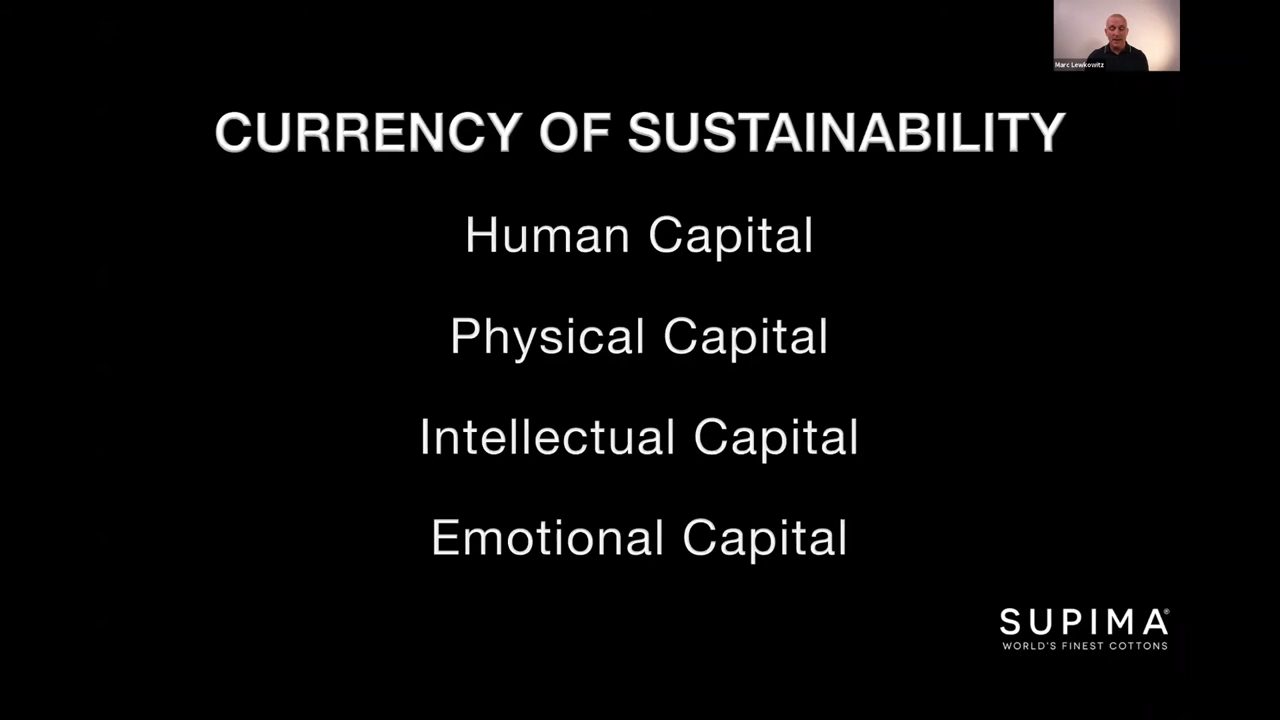 Marc Lewkowitz
CURRENCY OF SUSTAINABILITY
Human Capital
Physical Capital
Intellectual Capital
Emotional Capital
SUPIMA®
WORLD'S FINEST COTTONS